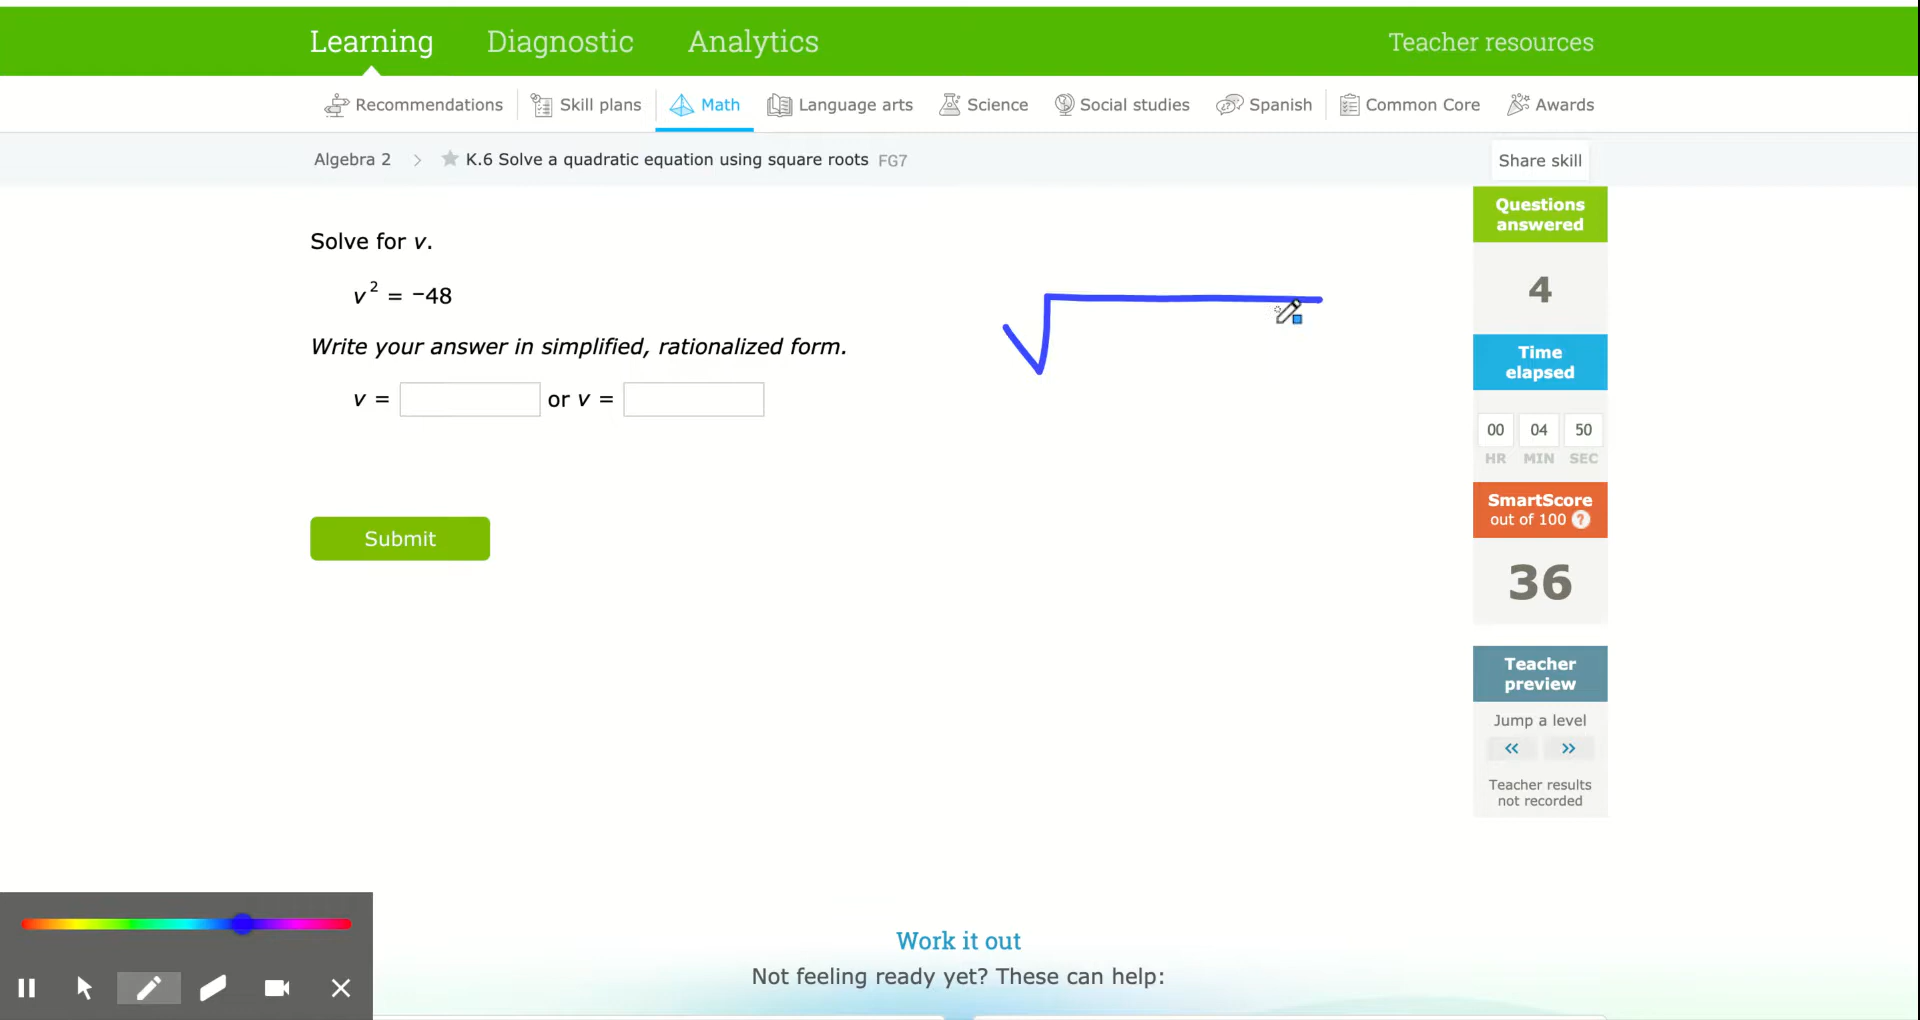 Learning Diagnostic Analytics Teacher resources
Recommendations Skill plans Math Language arts Science Social studies Spanish Common Core Awards
Algebra 2 > K.6 Solve a quadratic equation using square roots FG7 Share skill
Solve for v.
v² = −48
Write your answer in simplified, rationalized form.
v = or v =
Submit
√
Questions
answered
4
Time
elapsed
00 04 50
HR MIN SEC
SmartScore
out of 100 ?
36
Teacher
preview
Jump a level
<< >>
Teacher results
not recorded
Work it out
Not feeling ready yet? These can help: